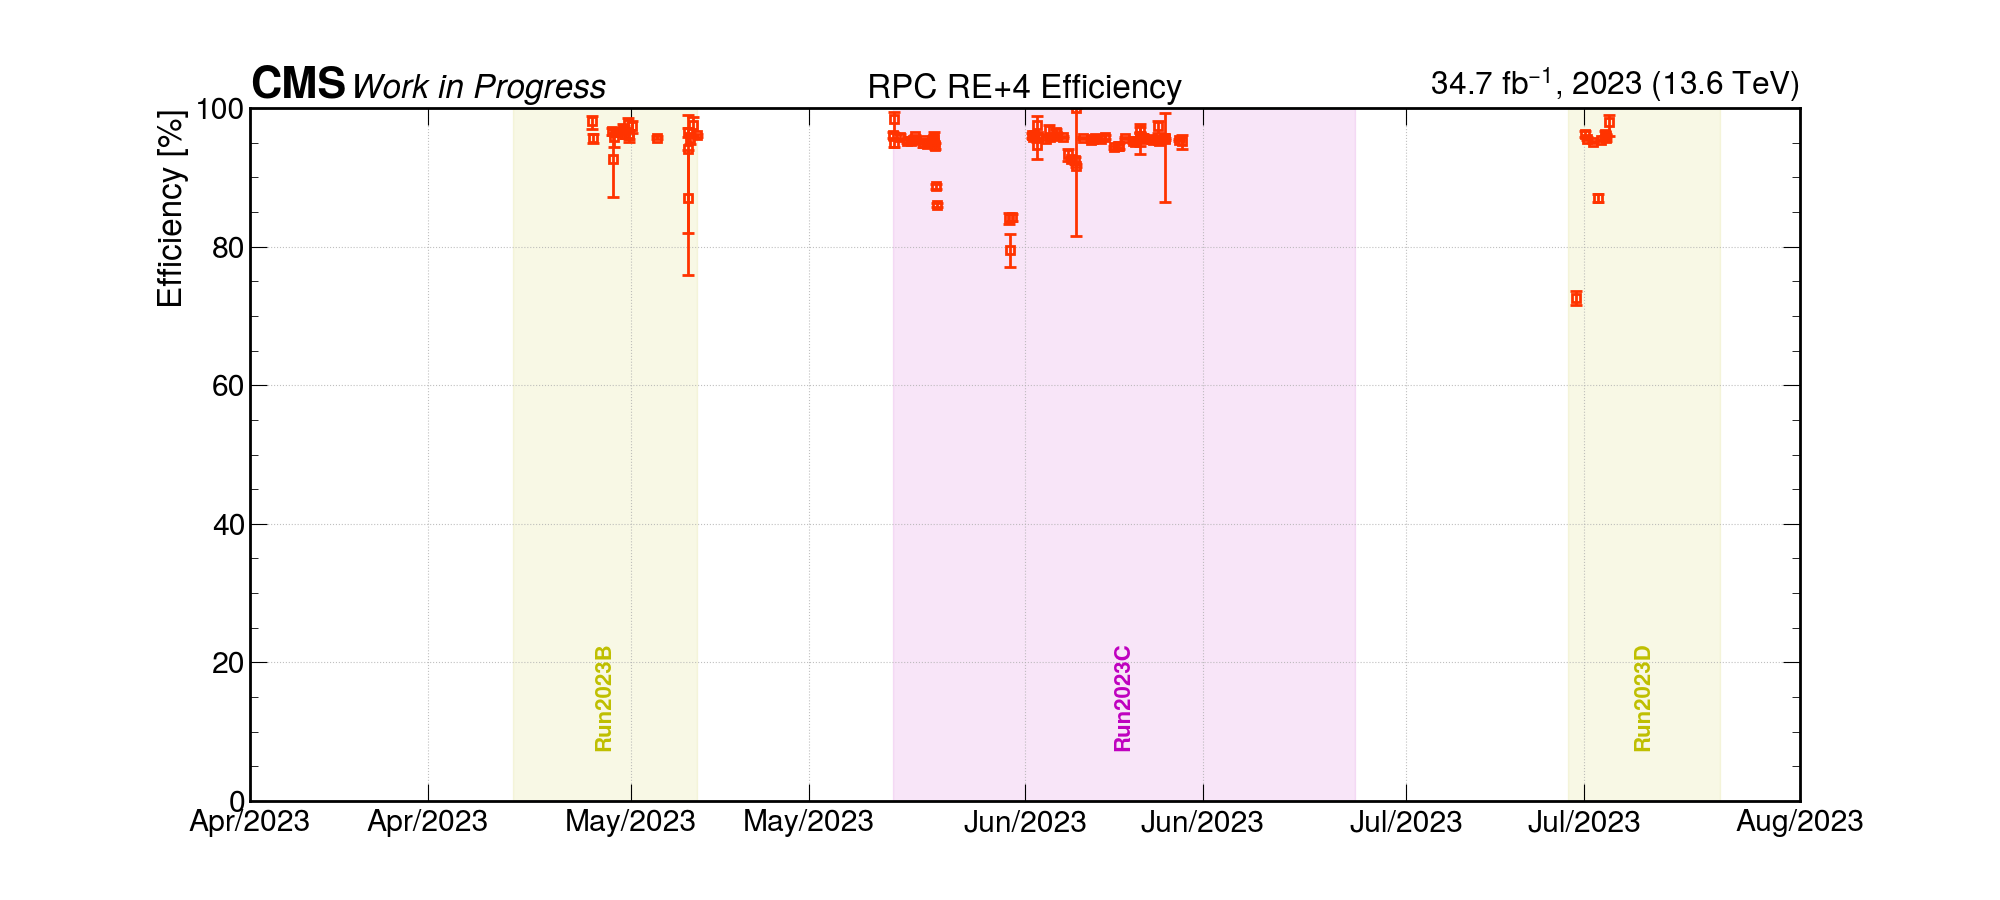 CMS Work in Progress RPC RE+4 Efficiency 34.7 fb⁻¹, 2023 (13.6 TeV)
Efficiency [%]
100
80
60
40
20
0
Run2023B
Run2023C
Run2023D
Apr/2023 Apr/2023 May/2023 May/2023 Jun/2023 Jun/2023 Jul/2023 Jul/2023 Aug/2023